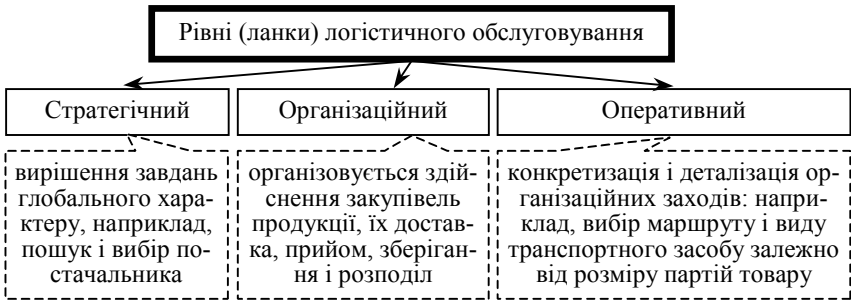 Рівні (ланки) логістичного обслуговування
Стратегічний
Організаційний
Оперативний
вирішення завдань
глобального хара-
ктеру, наприклад,
пошук і вибір по-
стачальника
організовується здій-
снення закупівель
продукції, їх достав-
ка, прийом, зберіган-
ня і розподіл
конкретизація і деталізація ор-
ганізаційних заходів: напри-
клад, вибір маршруту і виду
транспортного засобу залежно
від розміру партій товару